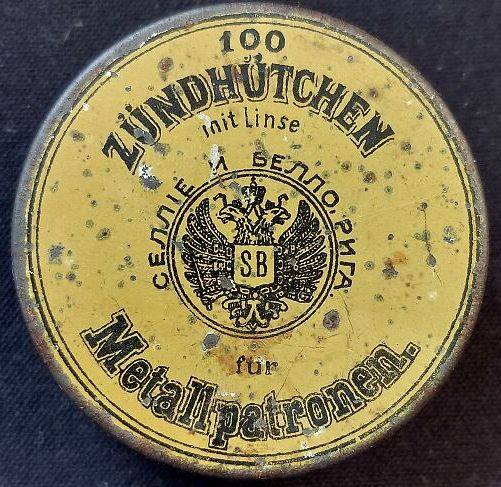 100
ZÜNDHÜTCHEN
mit Linse
СЕЛЛІЕ И БЕЛЛО, РИГА.
S.B
für
Metallpatronen.